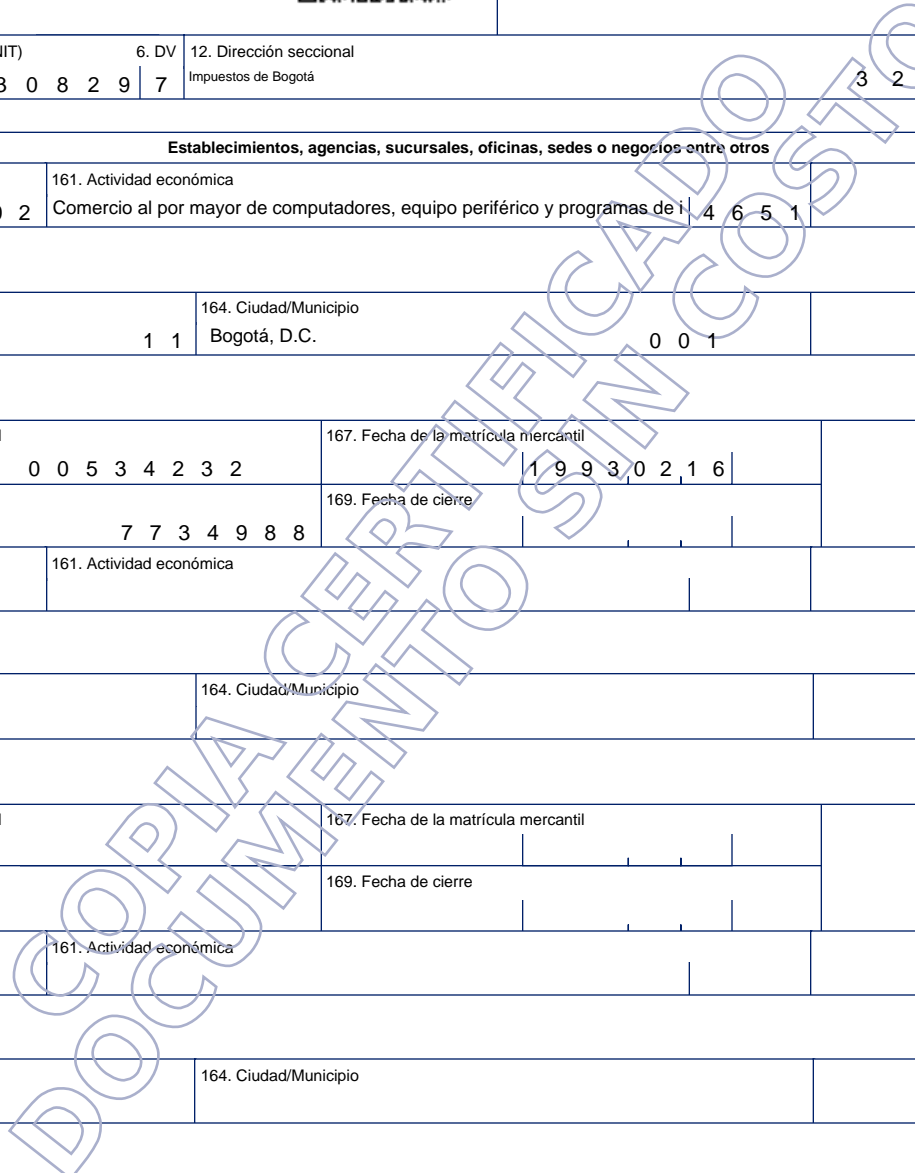 6. DV 12. Dirección seccional
0 8 2 9 7 Impuestos de Bogotá 3 2
Establecimientos, agencias, sucursales, oficinas, sedes o negocios entre otros
161. Actividad económica
2 Comercio al por mayor de computadores, equipo periférico y programas de i 4 6 5 1
164. Ciudad/Municipio
1 1 Bogotá, D.C. 0 0 1
167. Fecha de la matrícula mercantil
0 0 5 3 4 2 3 2 1 9 9 3 0 2 1 6
169. Fecha de cierre
7 7 3 4 9 8 8
161. Actividad económica
164. Ciudad/Municipio
167. Fecha de la matrícula mercantil
169. Fecha de cierre
161. Actividad económica
164. Ciudad/Municipio
COPIA CERTIFICADO
DOCUMENTO SIN COSTO